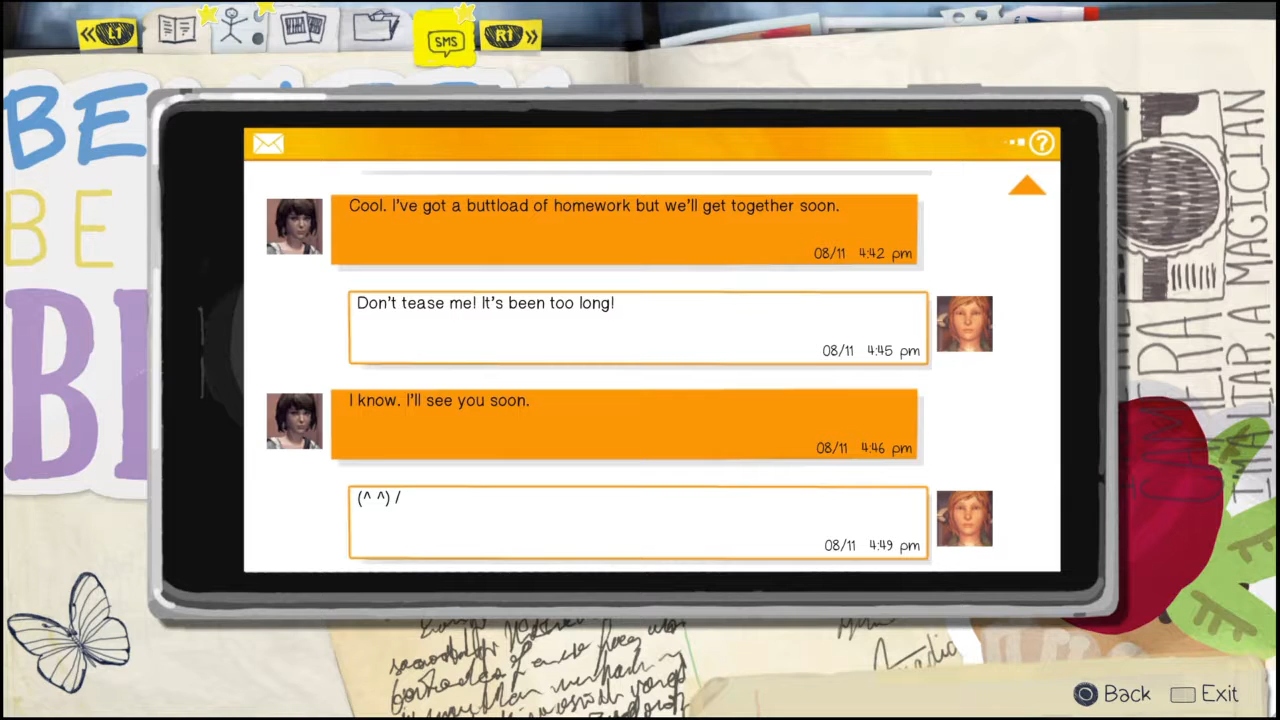 L1
SMS
R1
BE
BE
Cool. I've got a buttload of homework but we'll get together soon.
08/11 4:42 pm
Don't tease me! It's been too long!
08/11 4:45 pm
I know. I'll see you soon.
08/11 4:46 pm
(^ ^) /
08/11 4:49 pm
CAMERA
I'M A LIAR, A MAGICIAN
Back
Exit